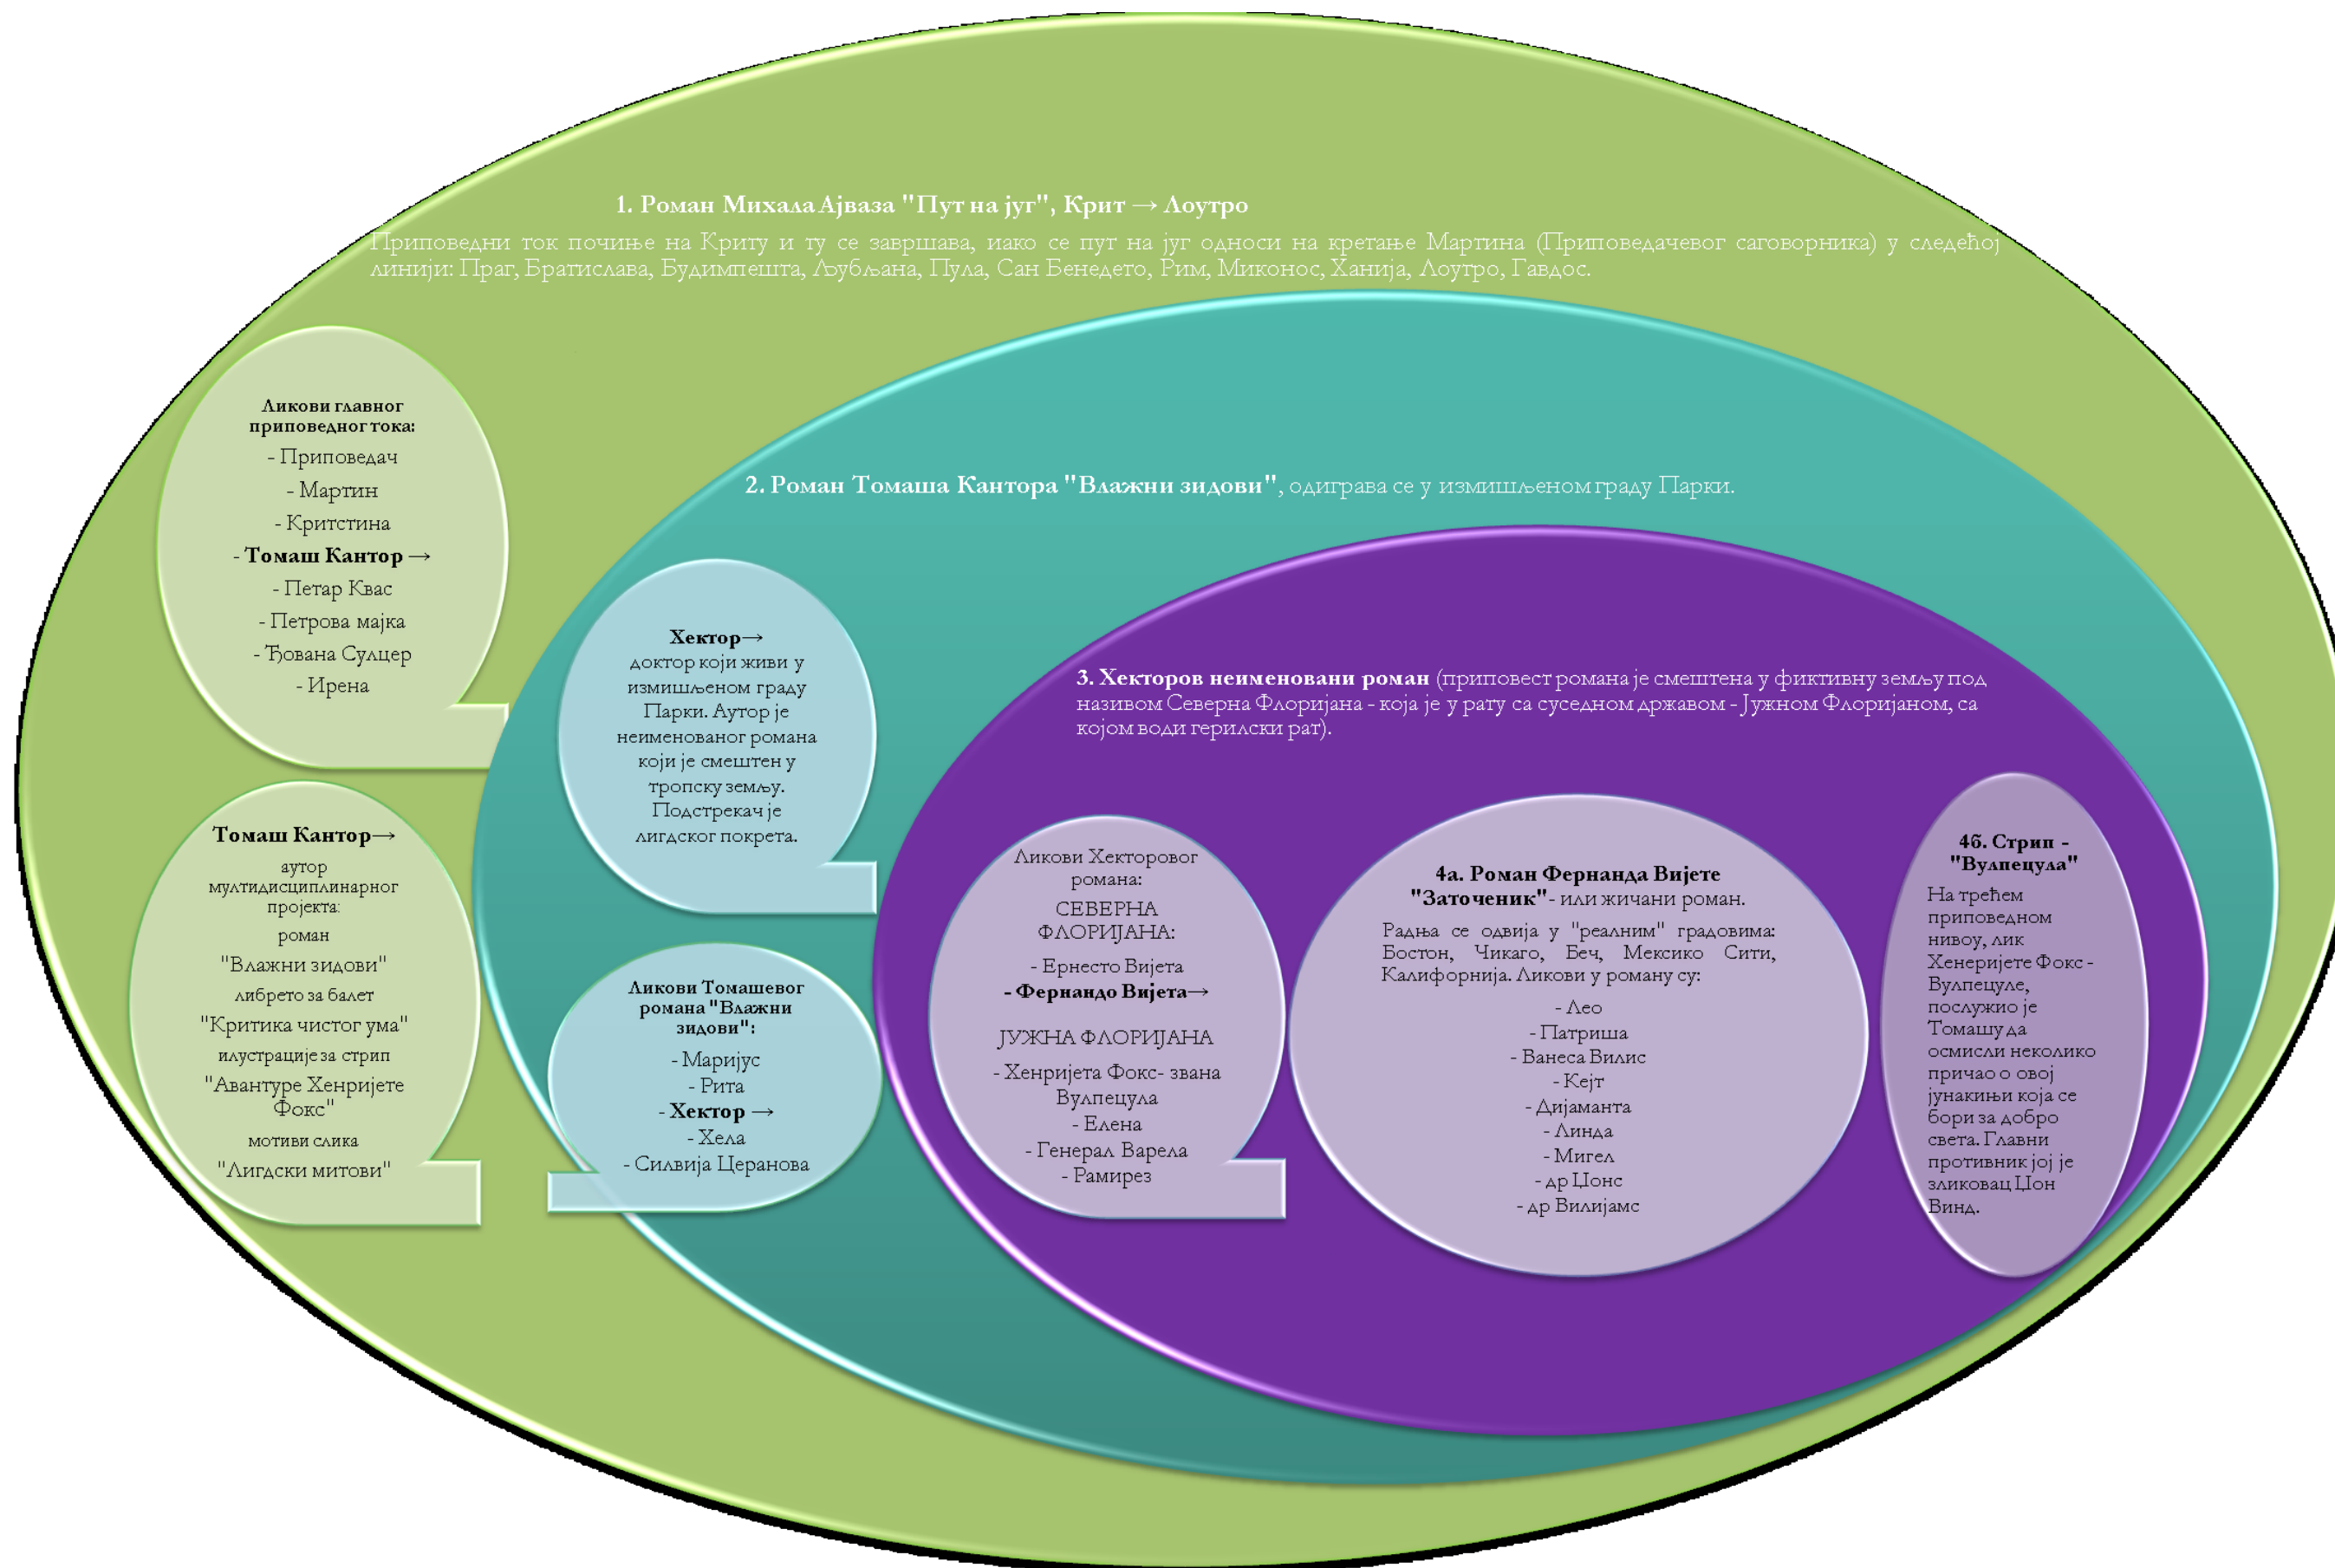 1. Роман Михала Ајваза "Пут на југ", Крит → Лоутро
Приповедни ток почиње на Криту и ту се завршава, иако се пут на југ односи на кретање Мартина (Приповедачевог саговорника) у следећој
линији: Праг, Братислава, Будимпешта, Љубљана, Пула, Сан Бенедето, Рим, Миконос, Ханија, Лоутро, Гавдос.
Ликови главног
приповедног тока:
- Приповедач
- Мартин
- Критстина
- Томаш Кантор →
- Петар Квас
- Петрова мајка
- Ђована Сулцер
- Ирена
Томаш Кантор→
аутор
мултидисциплинарног
пројекта:
роман
"Влажни зидови"
либрето за балет
"Критика чистог ума"
илустрације за стрип
"Авантуре Хенријете
Фокс"
мотиви слика
"Лигдски митови"
2. Роман Томаша Кантора "Влажни зидови", одиграва се у измишљеном граду Парки.
Хектор→
доктор који живи у
измишљеном граду
Парки. Аутор је
неименованог романа
који је смештен у
тропску земљу.
Подстрекач је
лигдског покрета.
Ликови Томашевог
романа "Влажни
зидови":
- Маријус
- Рита
- Хектор →
- Хела
- Силвија Церанова
3. Хекторов неименовани роман (приповест романа је смештена у фиктивну земљу под
називом Северна Флоријана - која је у рату са суседном државом - Јужном Флоријаном, са
којом води герилски рат).
Ликови Хекторовог
романа:
СЕВЕРНА
ФЛОРИЈАНА:
- Ернесто Вијета
- Фернандо Вијета→
ЈУЖНА ФЛОРИЈАНА
- Хенријета Фокс- звана
Вулпецула
- Елена
- Генерал Варела
- Рамирез
4а. Роман Фернанда Вијете
"Заточеник"- или жичани роман.
Радња се одвија у "реалним" градовима:
Бостон, Чикаго, Беч, Мексико Сити,
Калифорнија. Ликови у роману су:
- Лео
- Патриша
- Ванеса Вилис
- Кејт
- Дијаманта
- Линда
- Мигел
- др Џонс
- др Вилијамс
4б. Стрип -
"Вулпецула"
На трећем
приповедном
нивоу, лик
Хенеријете Фокс -
Вулпецуле,
послужио је
Томашу да
осмисли неколико
причао о овој
јунакињи која се
бори за добро
света. Главни
противник јој је
зликовац Џон
Винд.